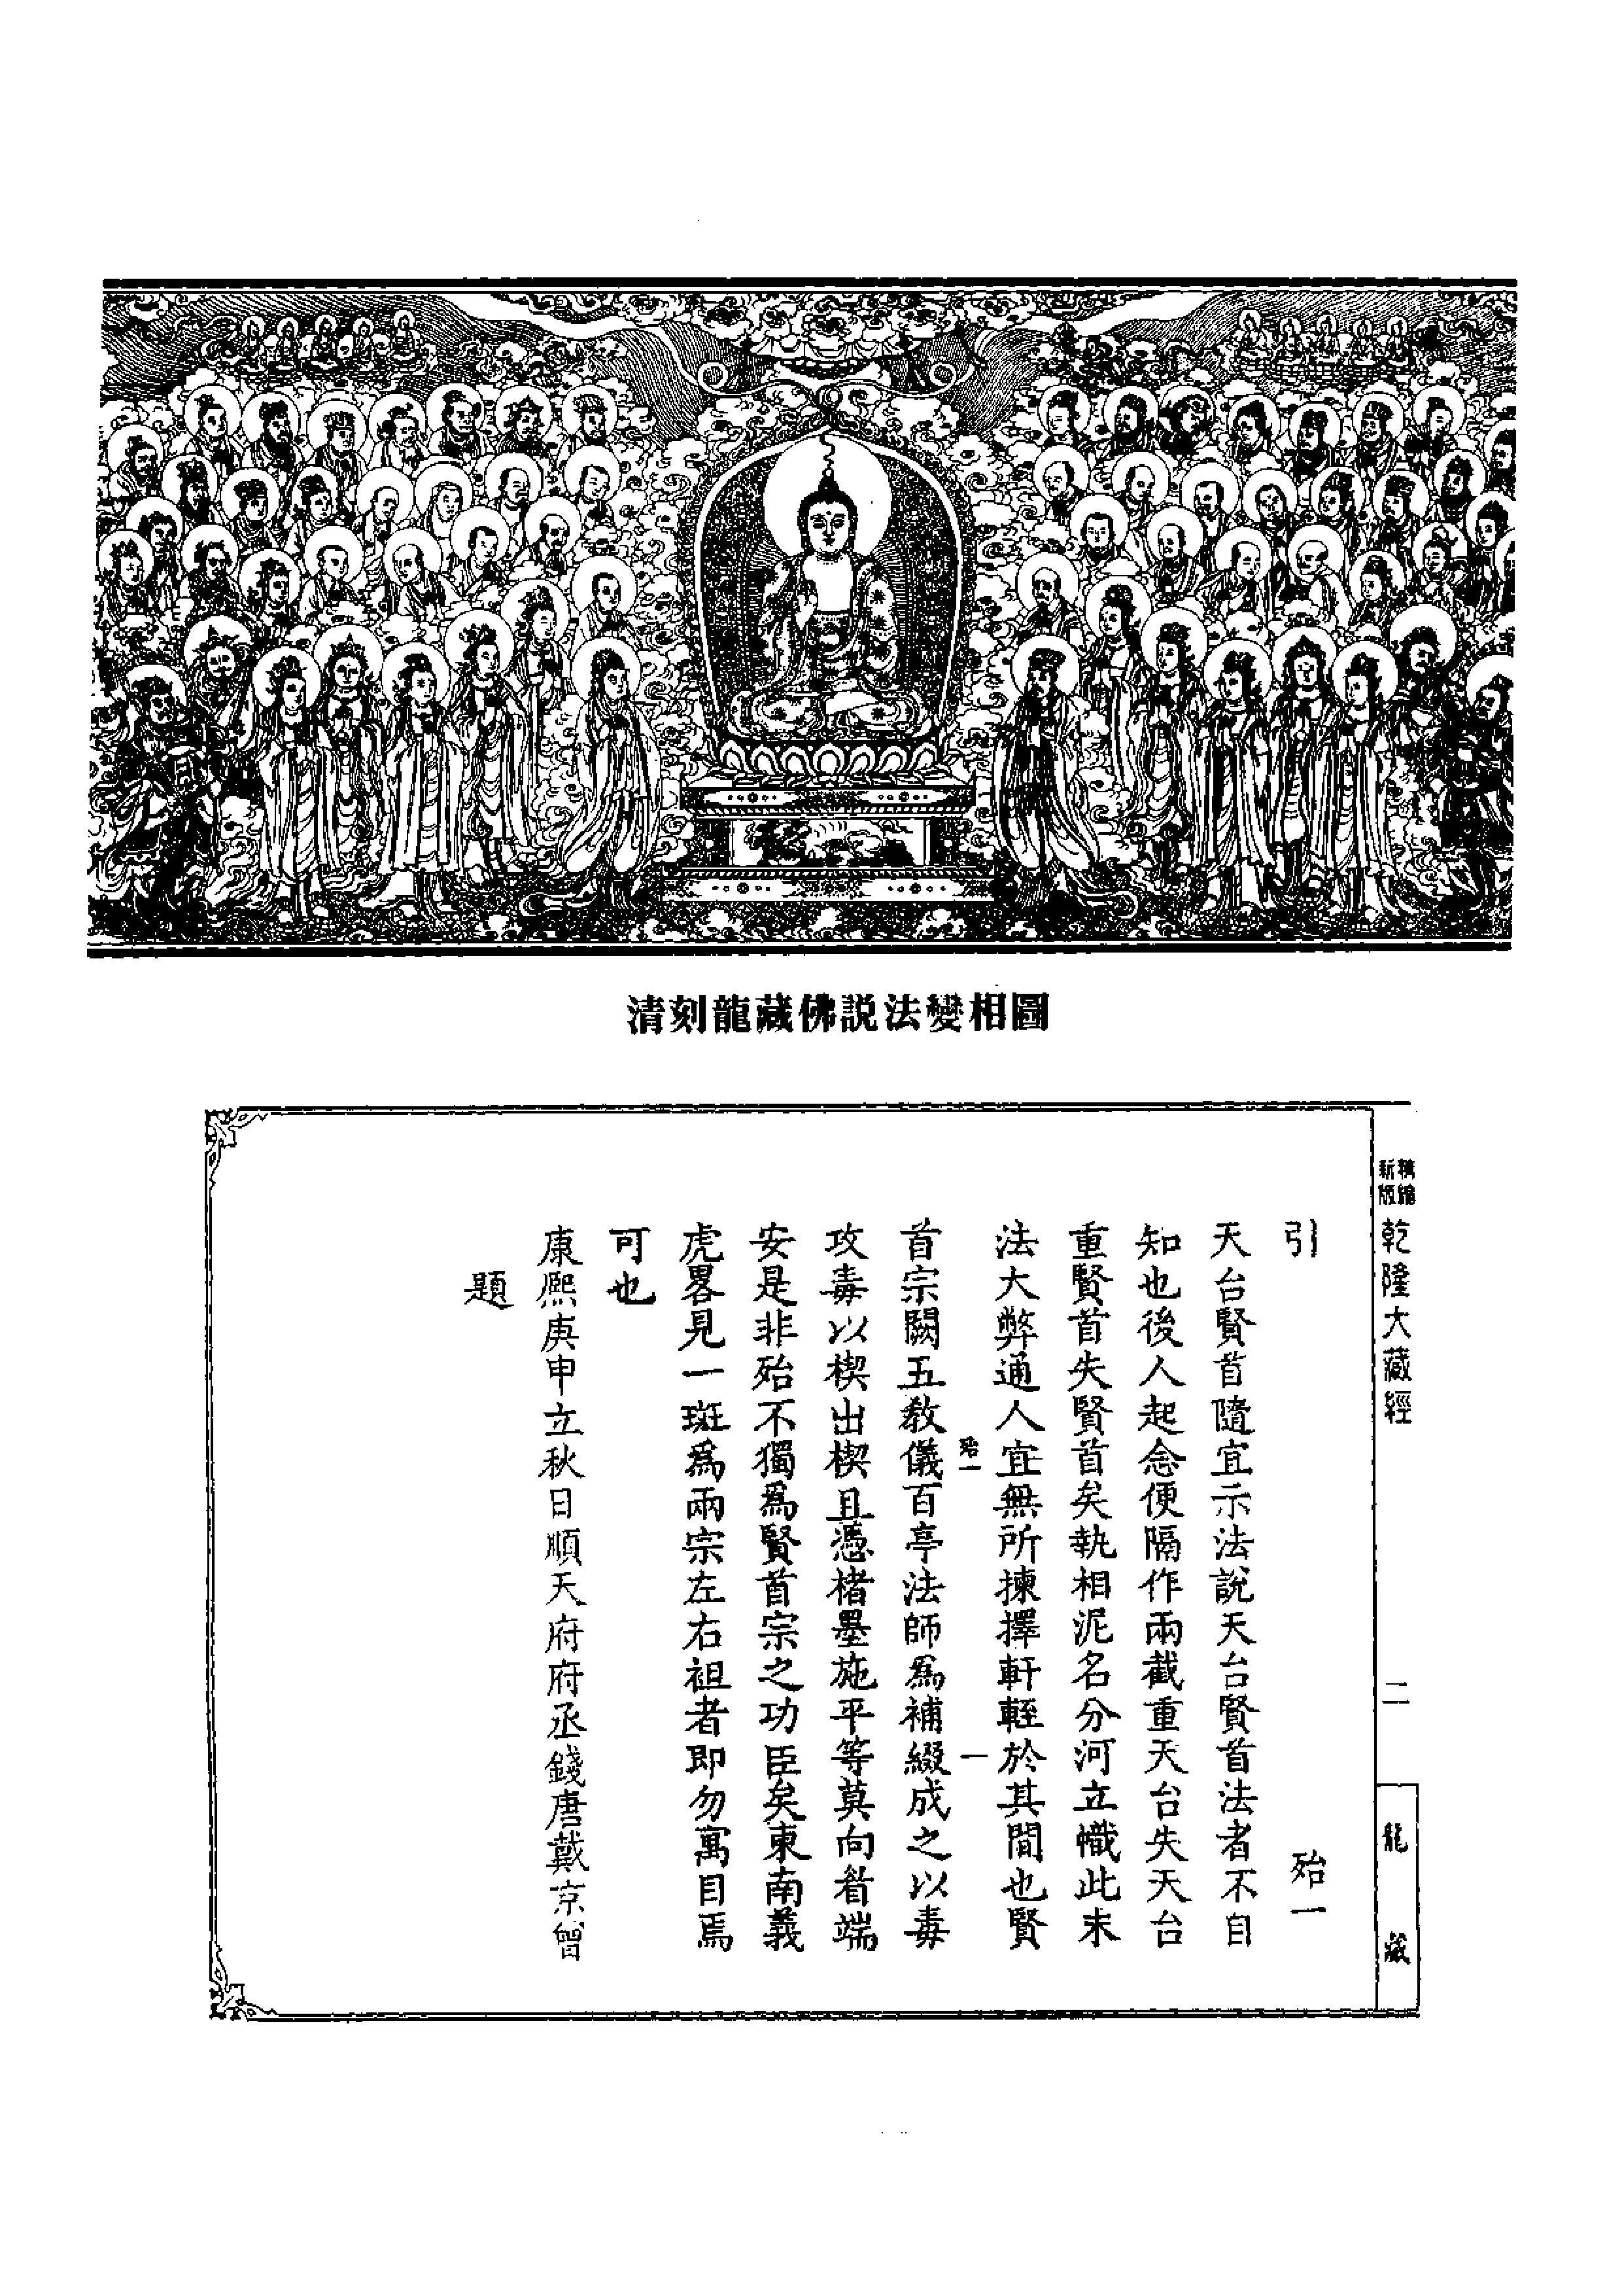 清刻龍藏佛説法變相圖
新版精縮
乾隆大藏經
二
龍藏
引
殆一
天台賢首隨宜示法說天台賢首法者不自
知也後人起念便隔作兩截重天台失天台
重賢首失賢首矣執相泥名分河立幟此末
法大弊通人宜無所揀擇軒輊於其間也賢
殆一
一
首宗闕五教儀百亭法師為補綴成之以毒
攻毒以楔出楔且憑楮墨施平等莫向眢端
安是非殆不獨為賢首宗之功臣矣東南義
虎畧見一斑為兩宗左右袒者即勿寓目焉
可也
康熙庚申立秋日順天府府丞錢唐戴京曾
題